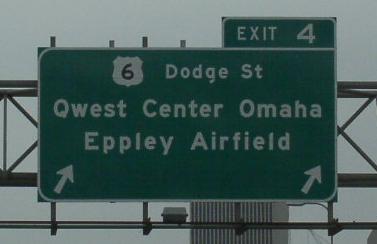 EXIT 4
6 Dodge St
Qwest Center Omaha
Eppley Airfield